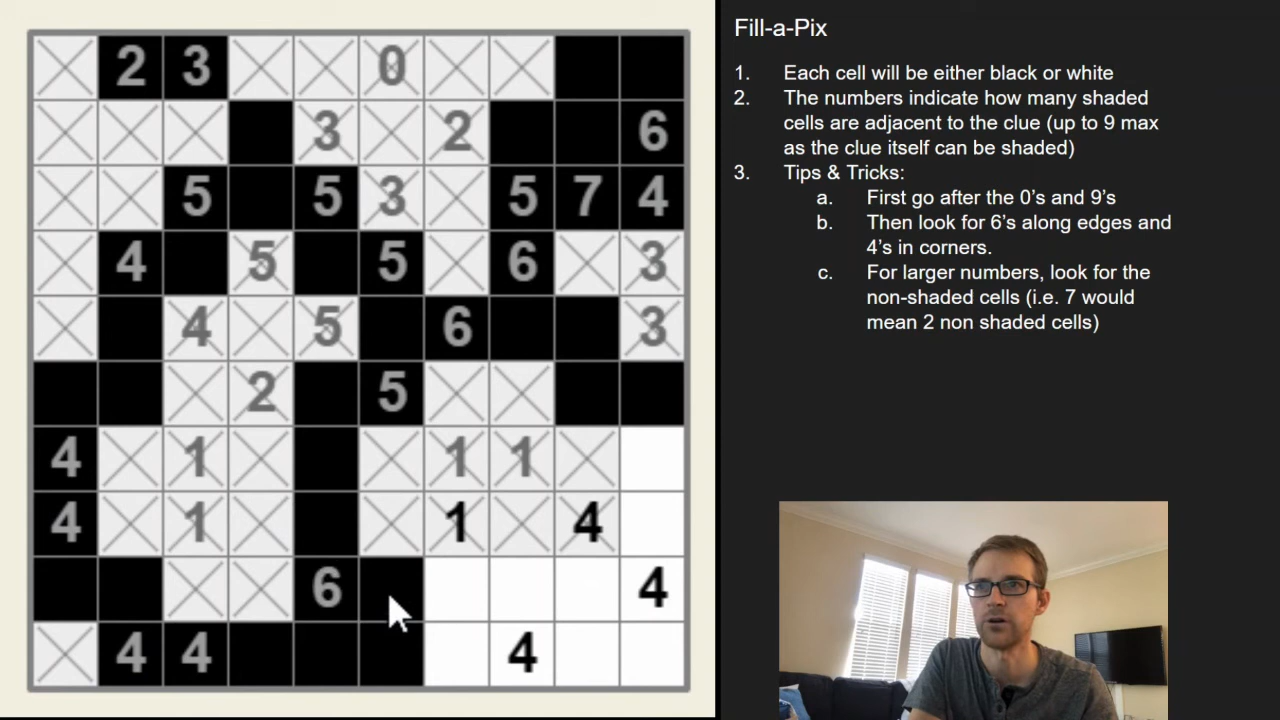 Fill-a-Pix
1. Each cell will be either black or white
2. The numbers indicate how many shaded
cells are adjacent to the clue (up to 9 max
as the clue itself can be shaded)
3. Tips & Tricks:
a. First go after the 0's and 9's
b. Then look for 6's along edges and
4's in corners.
c. For larger numbers, look for the
non-shaded cells (i.e. 7 would
mean 2 non shaded cells)
2 3 0
3 2 6
5 5 3 5 7 4
4 5 5 6 3
4 5 6 3
2 5
4 1 1 1
4 1 1 4
6 4
4 4 4